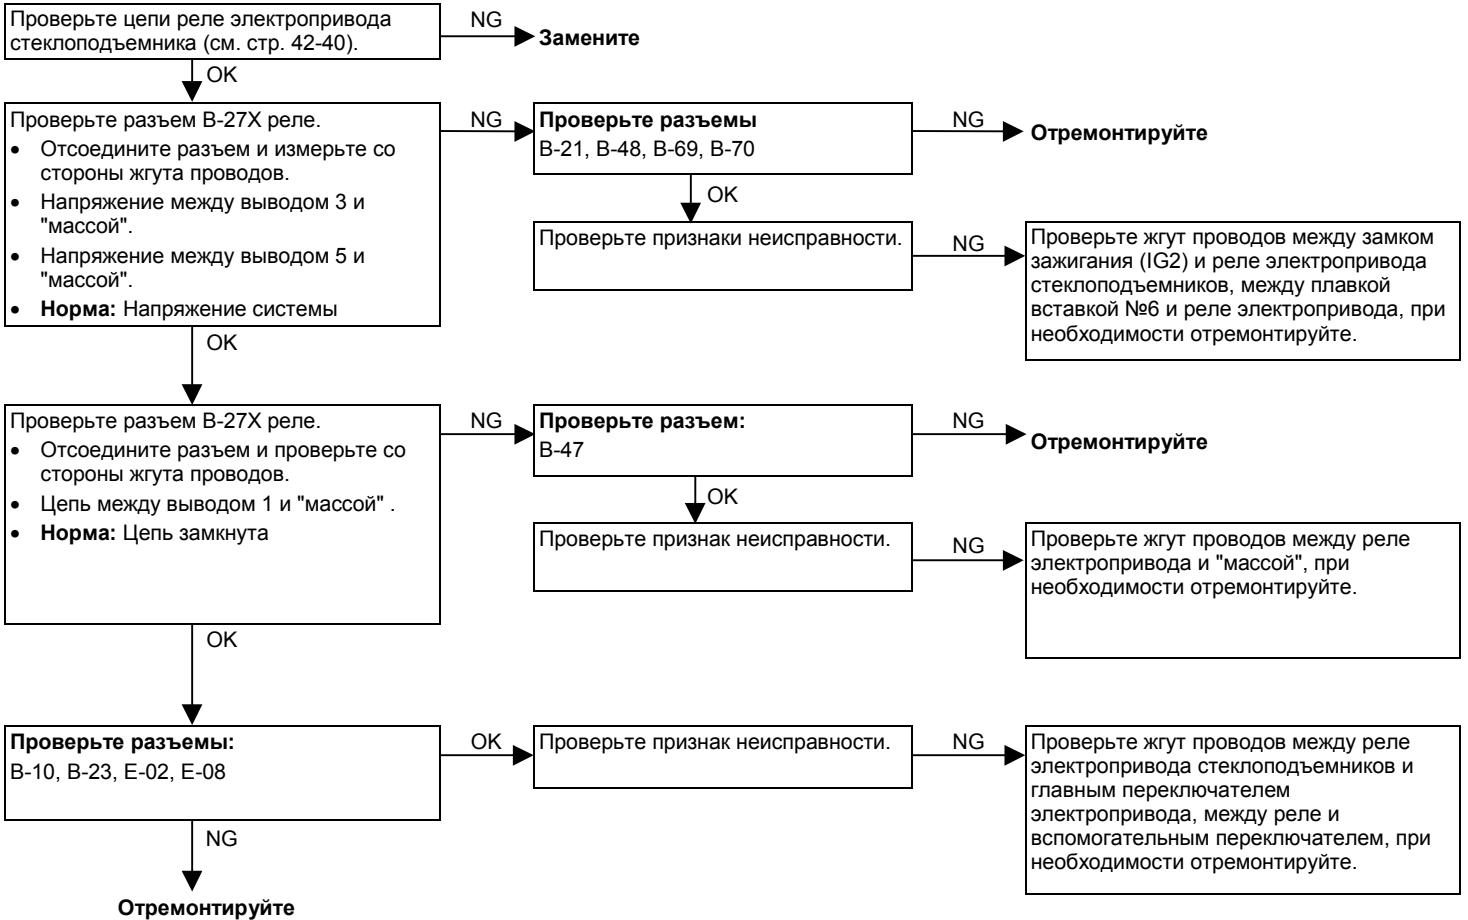 Проверьте цепи реле электропривода
стеклоподъемника (см. стр. 42-40).
NG
Замените
OK
Проверьте разъем B-27X реле.
• Отсоедините разъем и измерьте со
стороны жгута проводов.
• Напряжение между выводом 3 и
"массой".
• Напряжение между выводом 5 и
"массой".
• Норма: Напряжение системы
NG
Проверьте разъемы
B-21, B-48, B-69, B-70
NG
Отремонтируйте
OK
Проверьте признаки неисправности.
NG
Проверьте жгут проводов между замком
зажигания (IG2) и реле электропривода
стеклоподъемников, между плавкой
вставкой №6 и реле электропривода, при
необходимости отремонтируйте.
OK
Проверьте разъем B-27X реле.
• Отсоедините разъем и проверьте со
стороны жгута проводов.
• Цепь между выводом 1 и "массой" .
• Норма: Цепь замкнута
NG
Проверьте разъем:
B-47
NG
Отремонтируйте
OK
Проверьте признак неисправности.
NG
Проверьте жгут проводов между реле
электропривода и "массой", при
необходимости отремонтируйте.
OK
Проверьте разъемы:
B-10, B-23, E-02, E-08
OK
Проверьте признак неисправности.
NG
Проверьте жгут проводов между реле
электропривода стеклоподъемников и
главным переключателем
электропривода, между реле и
вспомогательным переключателем, при
необходимости отремонтируйте.
NG
Отремонтируйте